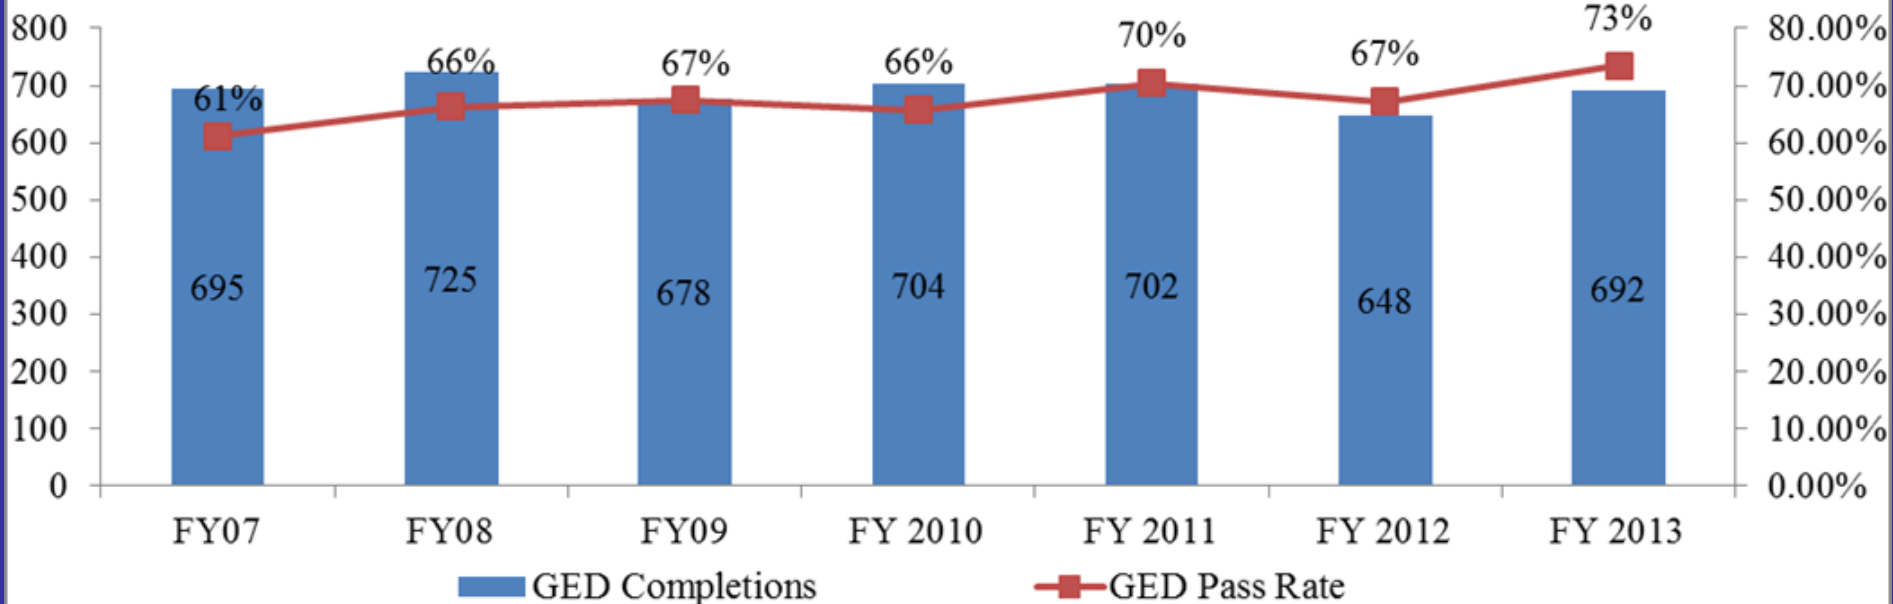 800 73% 80.00%
70%
66% 67% 66% 67%
700 61% 70.00%
600 60.00%
500 50.00%
400 40.00%
695 725 678 704 702 648 692
300 30.00%
200 20.00%
100 10.00%
0 0.00%
FY07 FY08 FY09 FY 2010 FY 2011 FY 2012 FY 2013
GED Completions GED Pass Rate